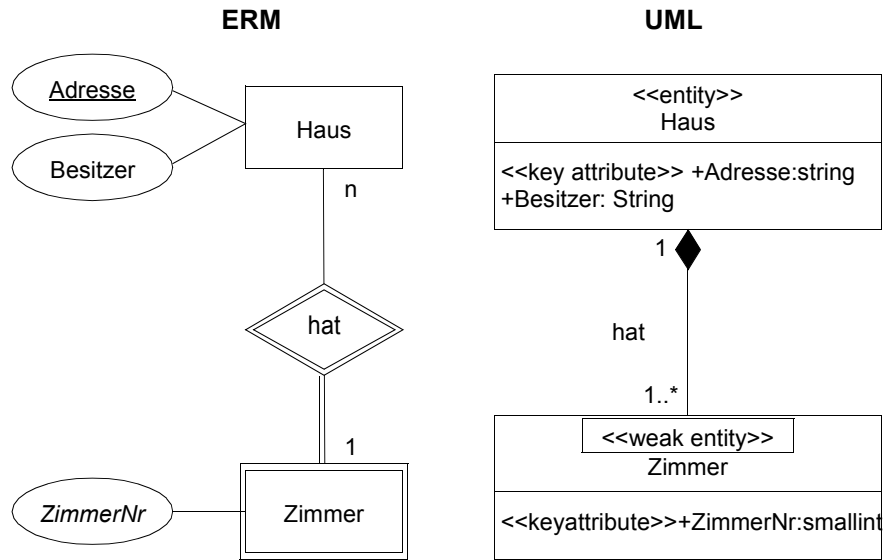 ERM
Adresse
Besitzer
Haus
n
hat
1
ZimmerNr
Zimmer
UML
<<entity>>
Haus
<<key attribute>> +Adresse:string
+Besitzer: String
1
hat
1..*
<<weak entity>>
Zimmer
<<keyattribute>>+ZimmerNr:smallint